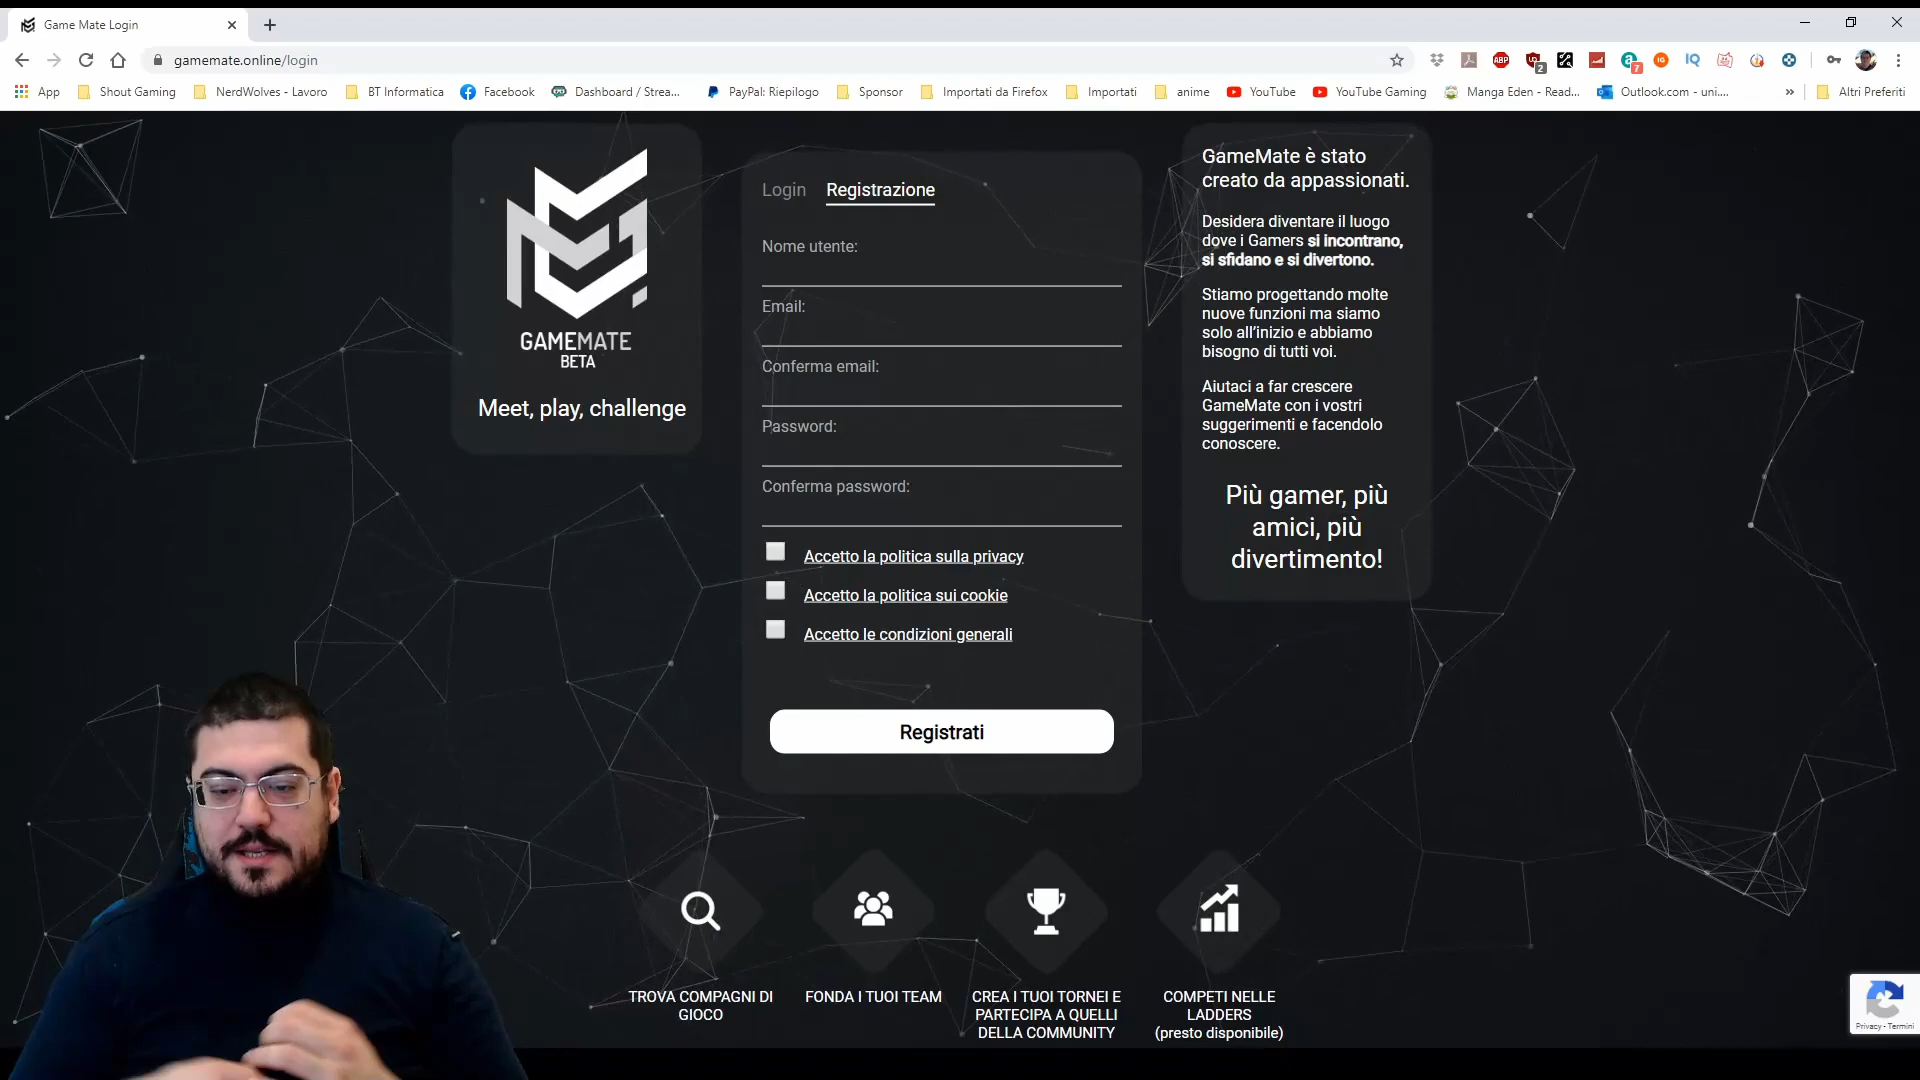 Game Mate Login
gamemate.online/login
2
7
App
Shout Gaming
NerdWolves - Lavoro
BT Informatica
Facebook
Dashboard / Strea...
PayPal: Riepilogo
Sponsor
Importati da Firefox
Importati
anime
YouTube
YouTube Gaming
Manga Eden - Read...
Outlook.com - uni....
»
Altri Preferiti
GAMEMATE
BETA
Meet, play, challenge
Login
Registrazione
Nome utente:
Email:
Conferma email:
Password:
Conferma password:
Accetto la politica sulla privacy
Accetto la politica sui cookie
Accetto le condizioni generali
Registrati
GameMate è stato
creato da appassionati.
Desidera diventare il luogo
dove i Gamers si incontrano,
si sfidano e si divertono.
Stiamo progettando molte
nuove funzioni ma siamo
solo all'inizio e abbiamo
bisogno di tutti voi.
Aiutaci a far crescere
GameMate con i vostri
suggerimenti e facendolo
conoscere.
Più gamer, più
amici, più
divertimento!
TROVA COMPAGNI DI
GIOCO
FONDA I TUOI TEAM
CREA I TUOI TORNEI E
PARTECIPA A QUELLI
DELLA COMMUNITY
COMPETI NELLE
LADDERS
(presto disponibile)
Privacy - Termini
ABP
IQ